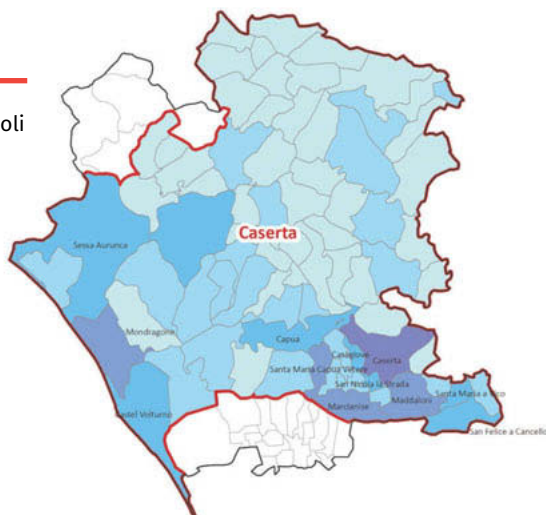 oli
Sessa Aurunca
Caserta
Mondragone
Capua
Casagiove
Caserta
Santa Maria Capua Vetere
San Nicola la Strada
Maddaloni
Santa Maria a Vico
Castel Volturno
Marcianise
San Felice a Cancello